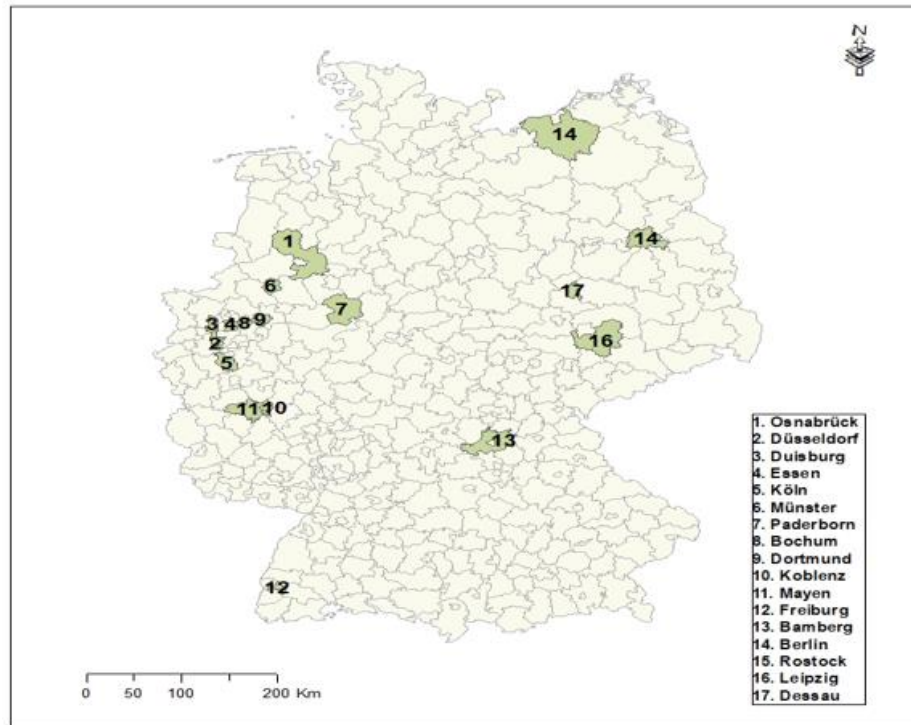 N
14
1
14
6
17
7
3 4 8 9
2
16
5
11 10
13
12
1. Osnabrück
2. Düsseldorf
3. Duisburg
4. Essen
5. Köln
6. Münster
7. Paderborn
8. Bochum
9. Dortmund
10. Koblenz
11. Mayen
12. Freiburg
13. Bamberg
14. Berlin
15. Rostock
16. Leipzig
17. Dessau
0 50 100 200 Km